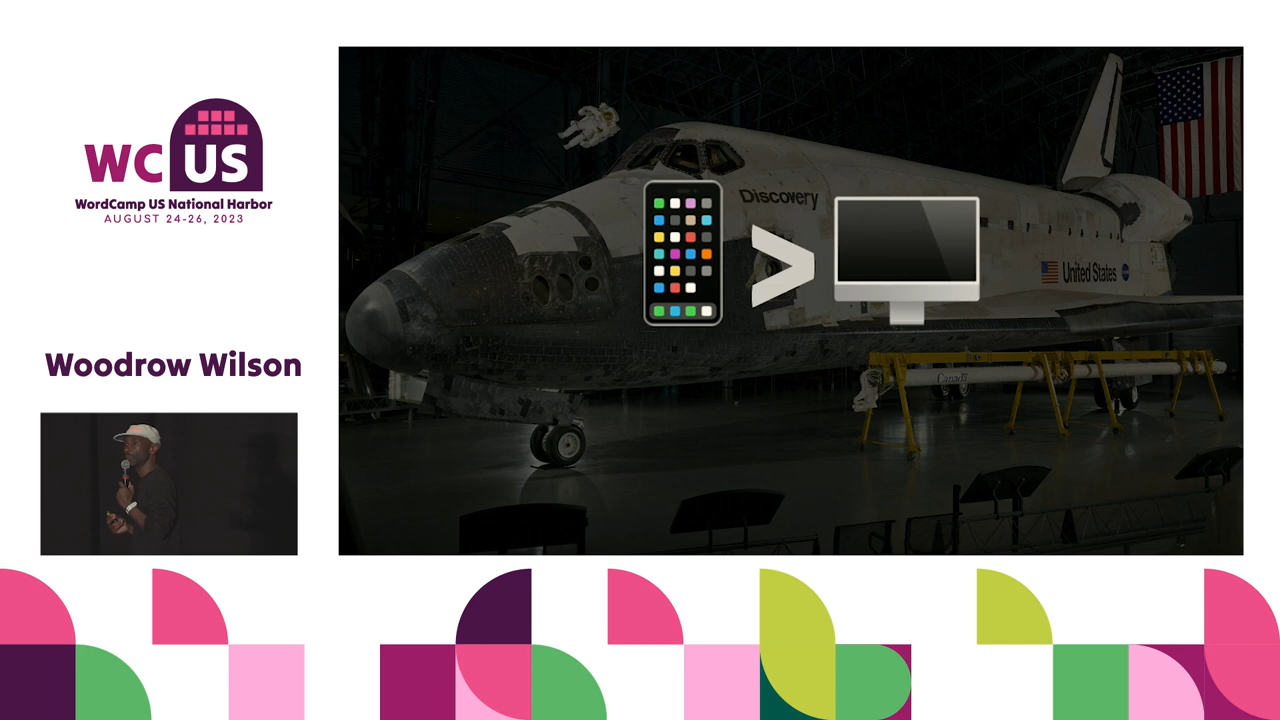 WC US
WordCamp US National Harbor
AUGUST 24-26, 2023
Woodrow Wilson
Discovery
>
United States
Canada